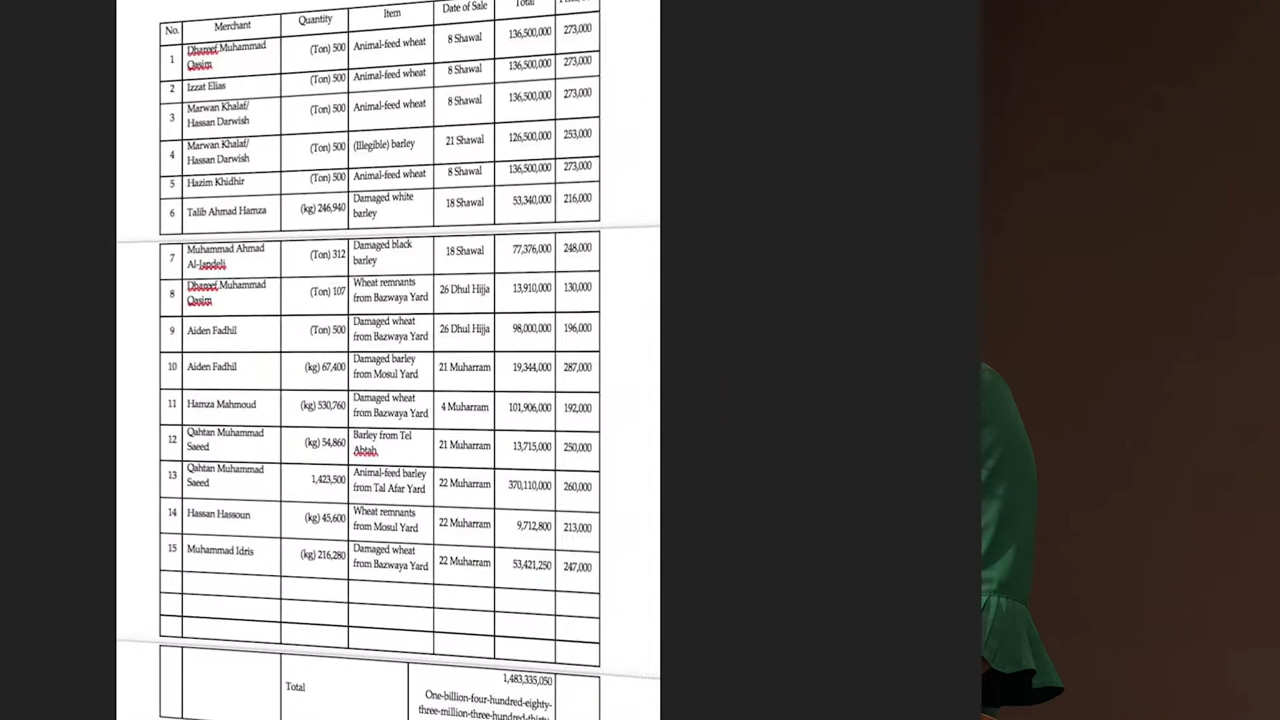 No. Merchant Quantity Item Date of Sale Total
1 Dhareef Muhammad Qasim (Ton) 500 Animal-feed wheat 8 Shawal 136,500,000 273,000
2 Izzat Elias (Ton) 500 Animal-feed wheat 8 Shawal 136,500,000 273,000
3 Marwan Khalaf/ Hassan Darwish (Ton) 500 Animal-feed wheat 8 Shawal 136,500,000 273,000
4 Marwan Khalaf/ Hassan Darwish (Ton) 500 (Illegible) barley 21 Shawal 126,500,000 253,000
5 Hazim Khidhir (Ton) 500 Animal-feed wheat 8 Shawal 136,500,000 273,000
6 Talib Ahmad Hamza (kg) 246,940 Damaged white barley 18 Shawal 53,340,000 216,000
7 Muhammad Ahmad Al-Jandeli (Ton) 312 Damaged black barley 18 Shawal 77,376,000 248,000
8 Dhareef Muhammad Qasim (Ton) 107 Wheat remnants from Bazwaya Yard 26 Dhul Hijja 13,910,000 130,000
9 Aiden Fadhil (Ton) 500 Damaged wheat from Bazwaya Yard 26 Dhul Hijja 98,000,000 196,000
10 Aiden Fadhil (kg) 67,400 Damaged barley from Mosul Yard 21 Muharram 19,344,000 287,000
11 Hamza Mahmoud (kg) 530,760 Damaged wheat from Bazwaya Yard 4 Muharram 101,906,000 192,000
12 Qahtan Muhammad Saeed (kg) 54,860 Barley from Tel Abtah 21 Muharram 13,715,000 250,000
13 Qahtan Muhammad Saeed 1,423,500 Animal-feed barley from Tal Afar Yard 22 Muharram 370,110,000 260,000
14 Hassan Hassoun (kg) 45,600 Wheat remnants from Mosul Yard 22 Muharram 9,712,800 213,000
15 Muhammad Idris (kg) 216,280 Damaged wheat from Bazwaya Yard 22 Muharram 53,421,250 247,000
Total 1,483,335,050
One-billion-four-hundred-eighty-
three-million-three-hundred-thirty-